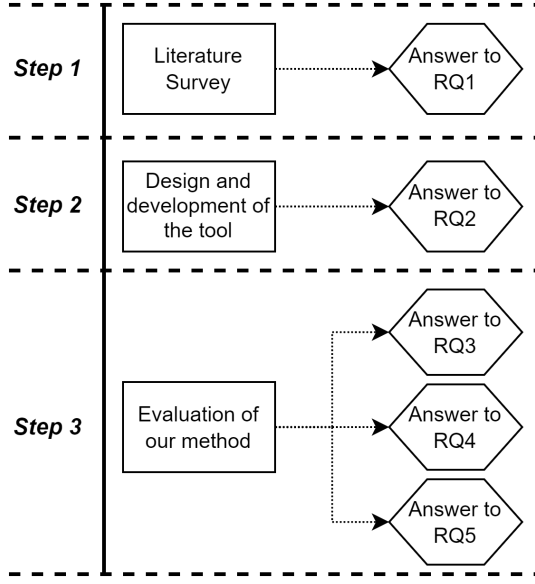 Step 1
Literature
Survey
Answer to
RQ1
Step 2
Design and
development of
the tool
Answer to
RQ2
Step 3
Evaluation of
our method
Answer to
RQ3
Answer to
RQ4
Answer to
RQ5